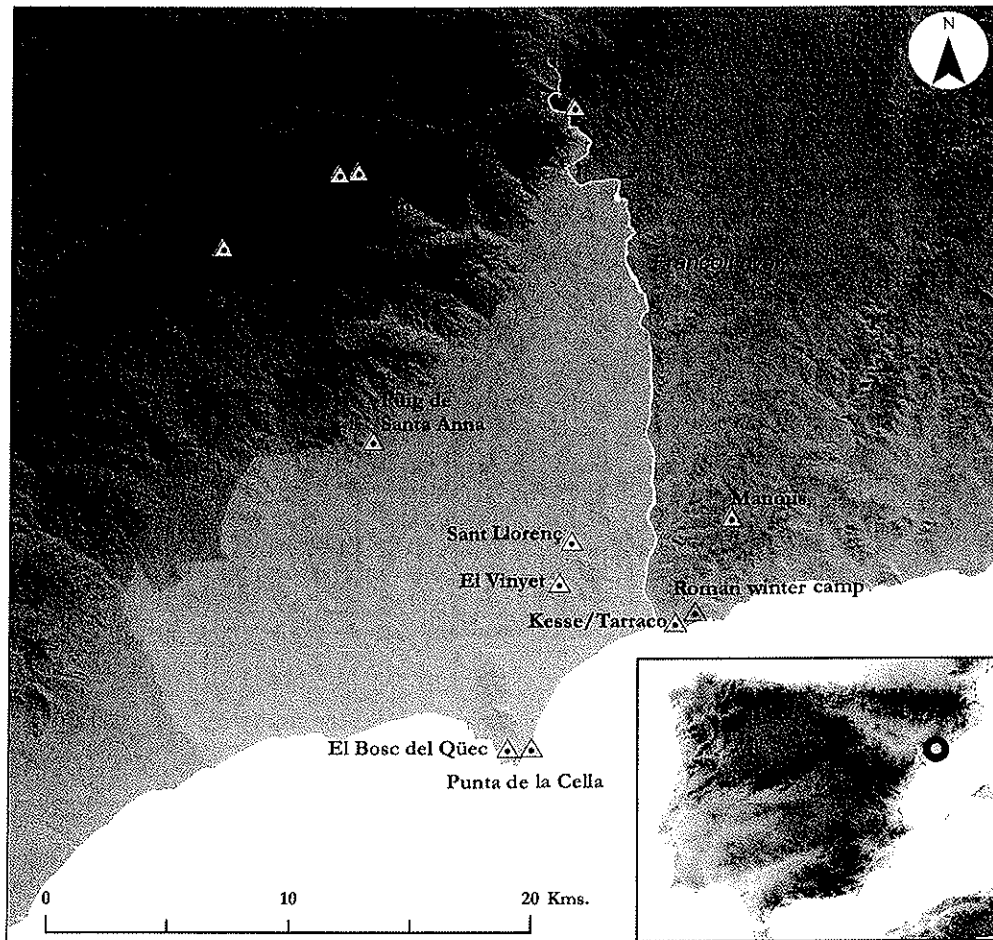 N
Puig de
Santa Anna
Manous
Sant Llorenç
El Vinyet
Roman winter camp
Kesse/Tarraco
El Bosc del Qüec
Punta de la Cella
0 10 20 Kms.